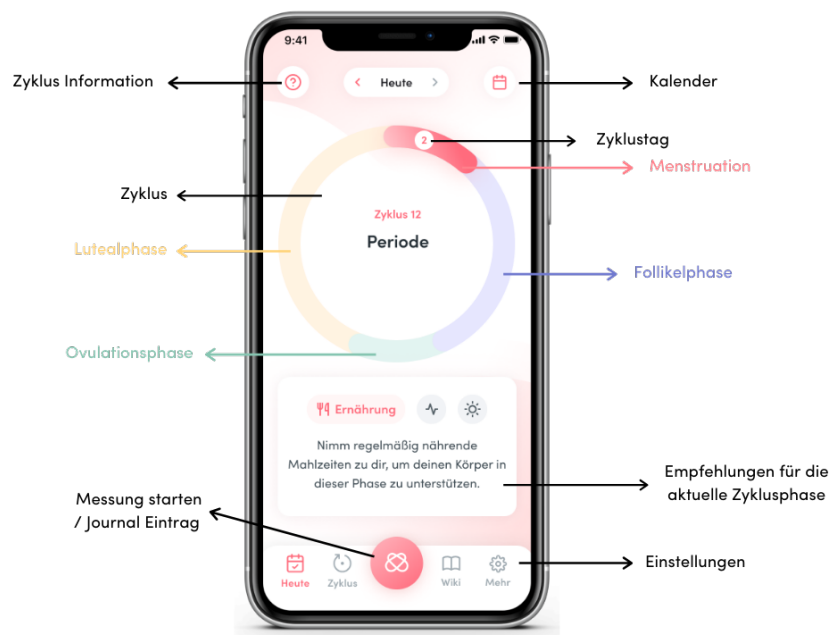 9:41
Zyklus Information
Heute
Kalender
2
Zyklustag
Menstruation
Zyklus
Zyklus 12
Periode
Lutealphase
Follikelphase
Ovulationsphase
Ernährung
Nimm regelmäßig nährende
Mahlzeiten zu dir, um deinen Körper in
dieser Phase zu unterstützen.
Empfehlungen für die
aktuelle Zyklusphase
Messung starten
/ Journal Eintrag
Einstellungen
Heute
Zyklus
Wiki
Mehr